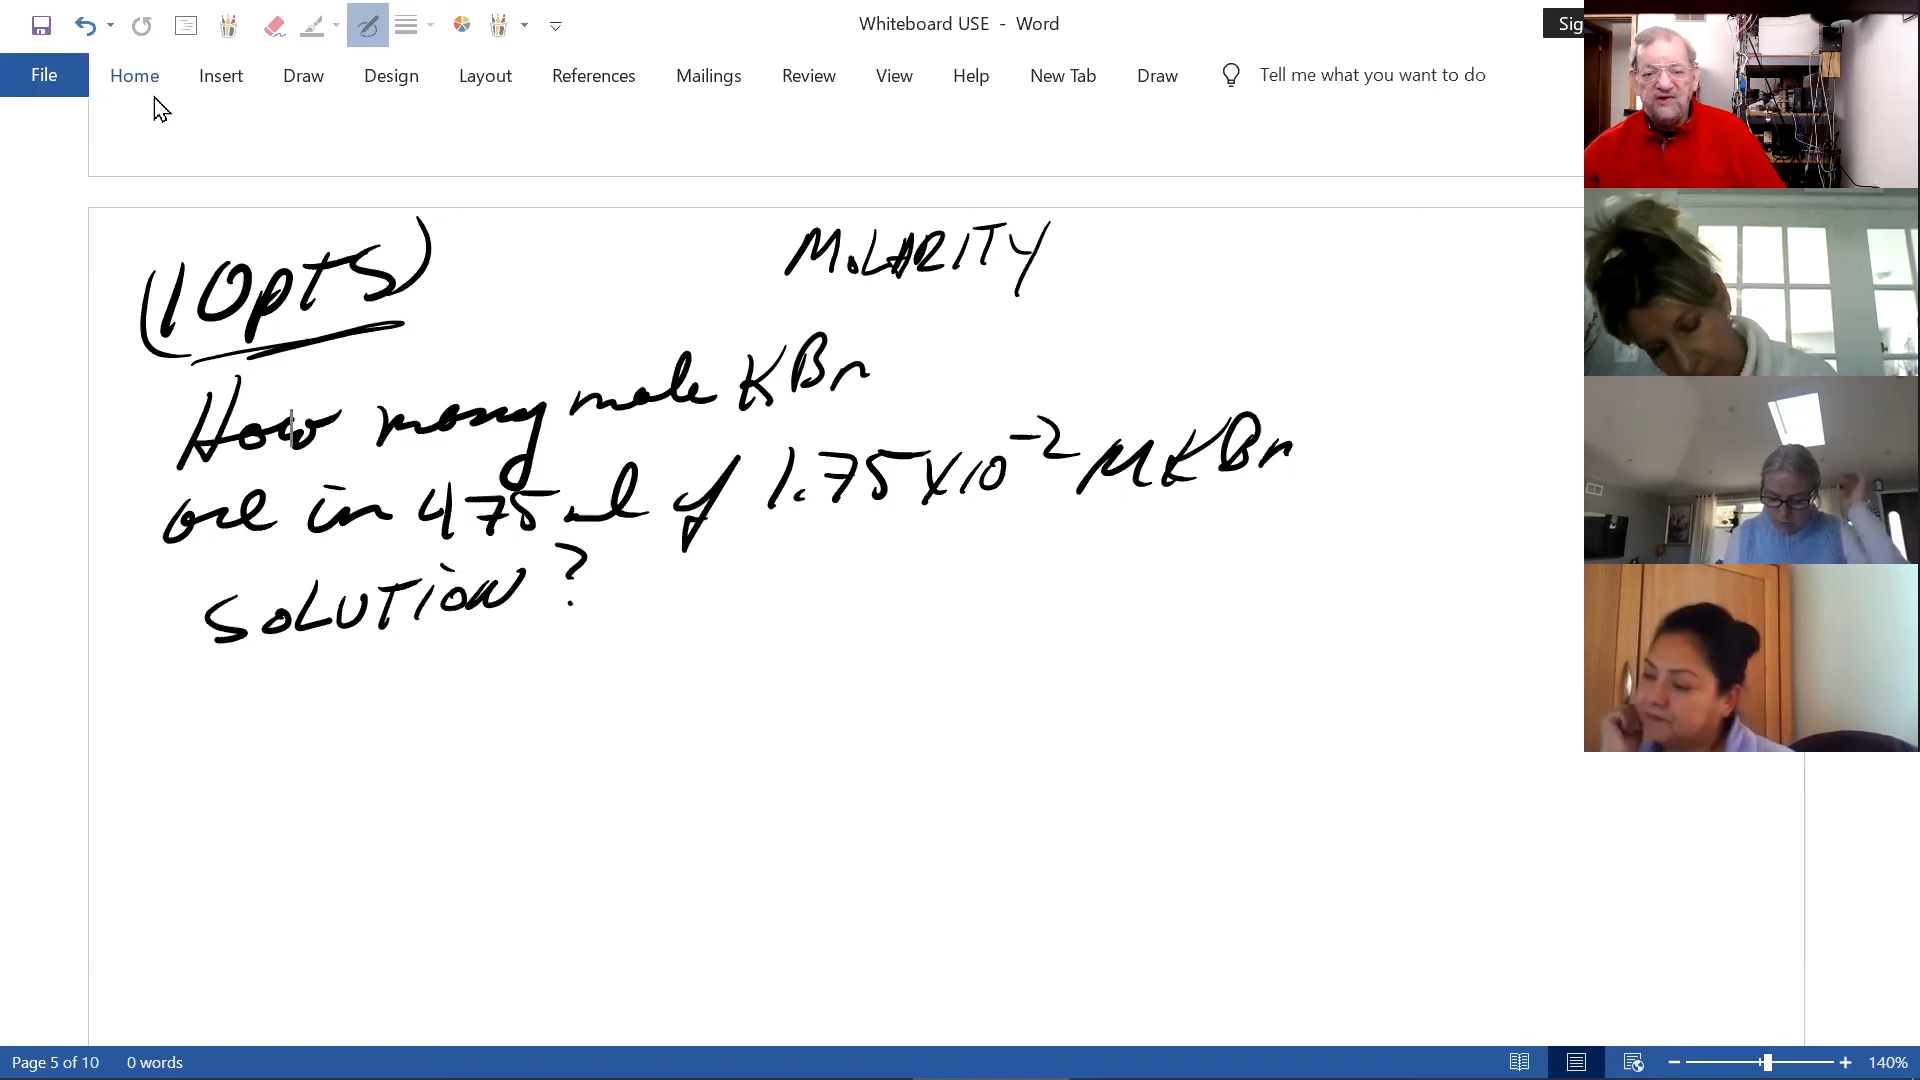 Whiteboard USE - Word
Sig
File Home Insert Draw Design Layout References Mailings Review View Help New Tab Draw Tell me what you want to do
(10pts)
MOLARITY
How many mole KBr
are in 475 ml of 1.75x10⁻² M KBr
SOLUTION?
Page 5 of 10 0 words 140%